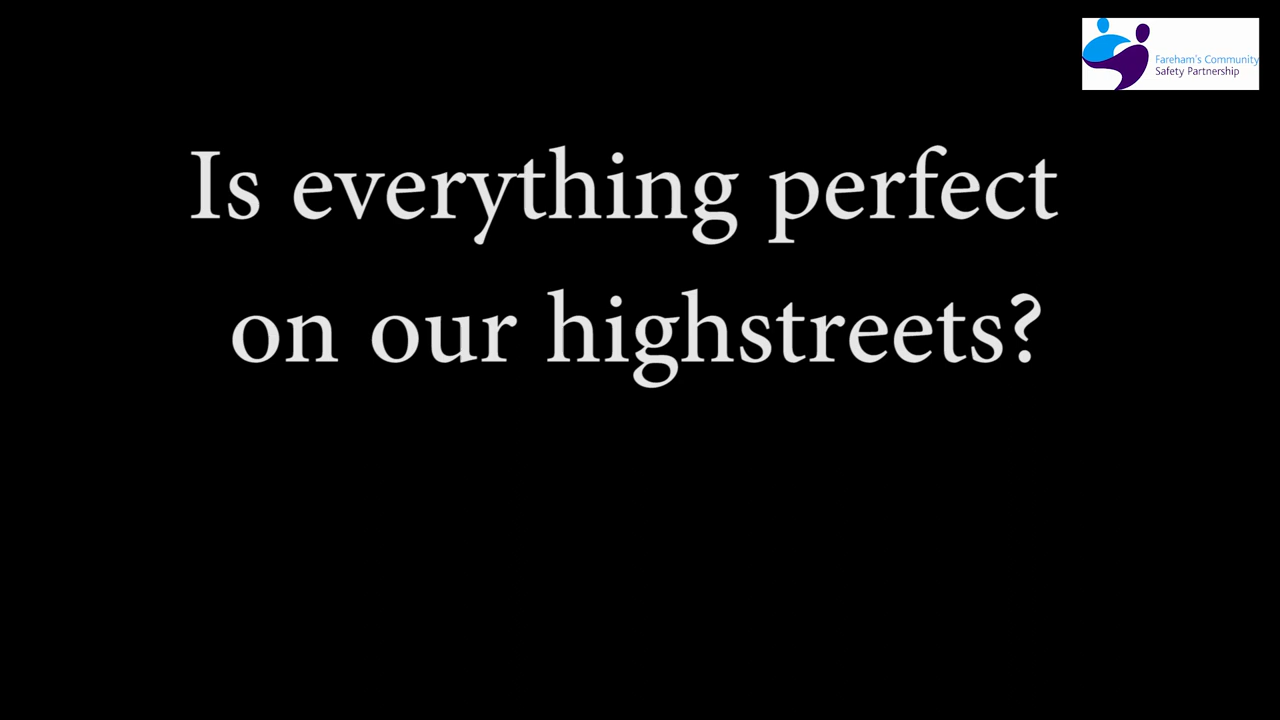 Fareham's Community
Safety Partnership
Is everything perfect
on our highstreets?